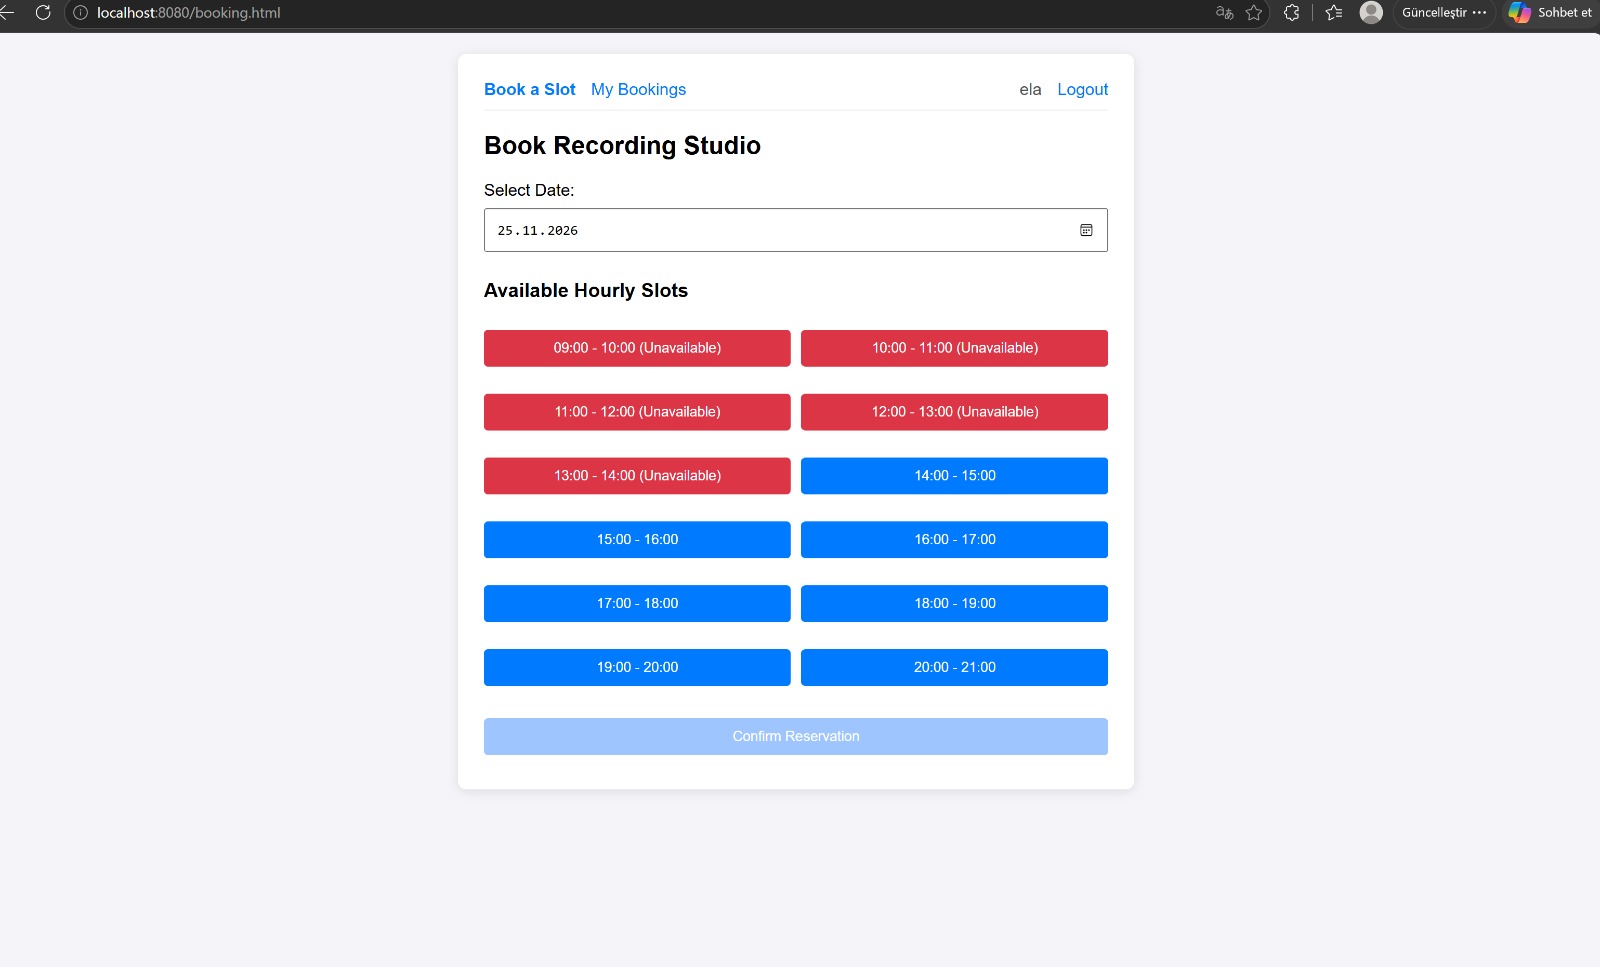 localhost:8080/booking.html
Güncelleştir
Sohbet et
Book a Slot My Bookings ela Logout
Book Recording Studio
Select Date:
25.11.2026
Available Hourly Slots
09:00 - 10:00 (Unavailable) 10:00 - 11:00 (Unavailable)
11:00 - 12:00 (Unavailable) 12:00 - 13:00 (Unavailable)
13:00 - 14:00 (Unavailable) 14:00 - 15:00
15:00 - 16:00 16:00 - 17:00
17:00 - 18:00 18:00 - 19:00
19:00 - 20:00 20:00 - 21:00
Confirm Reservation